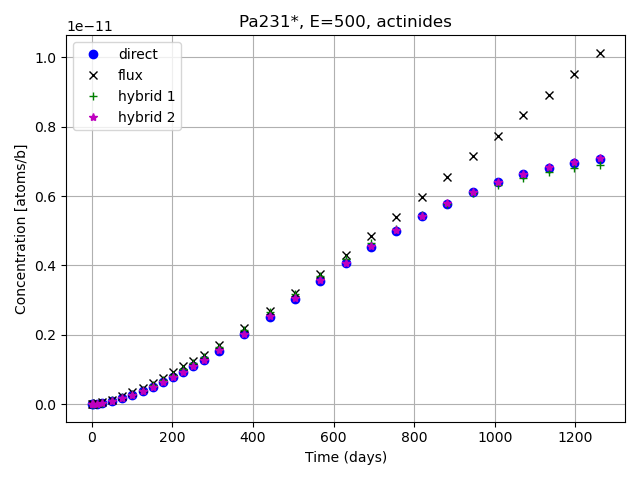 Pa231*, E=500, actinides
1e−11
direct
flux
hybrid 1
hybrid 2
1.0
0.8
0.6
0.4
0.2
0.0
Concentration [atoms/b]
0 200 400 600 800 1000 1200
Time (days)